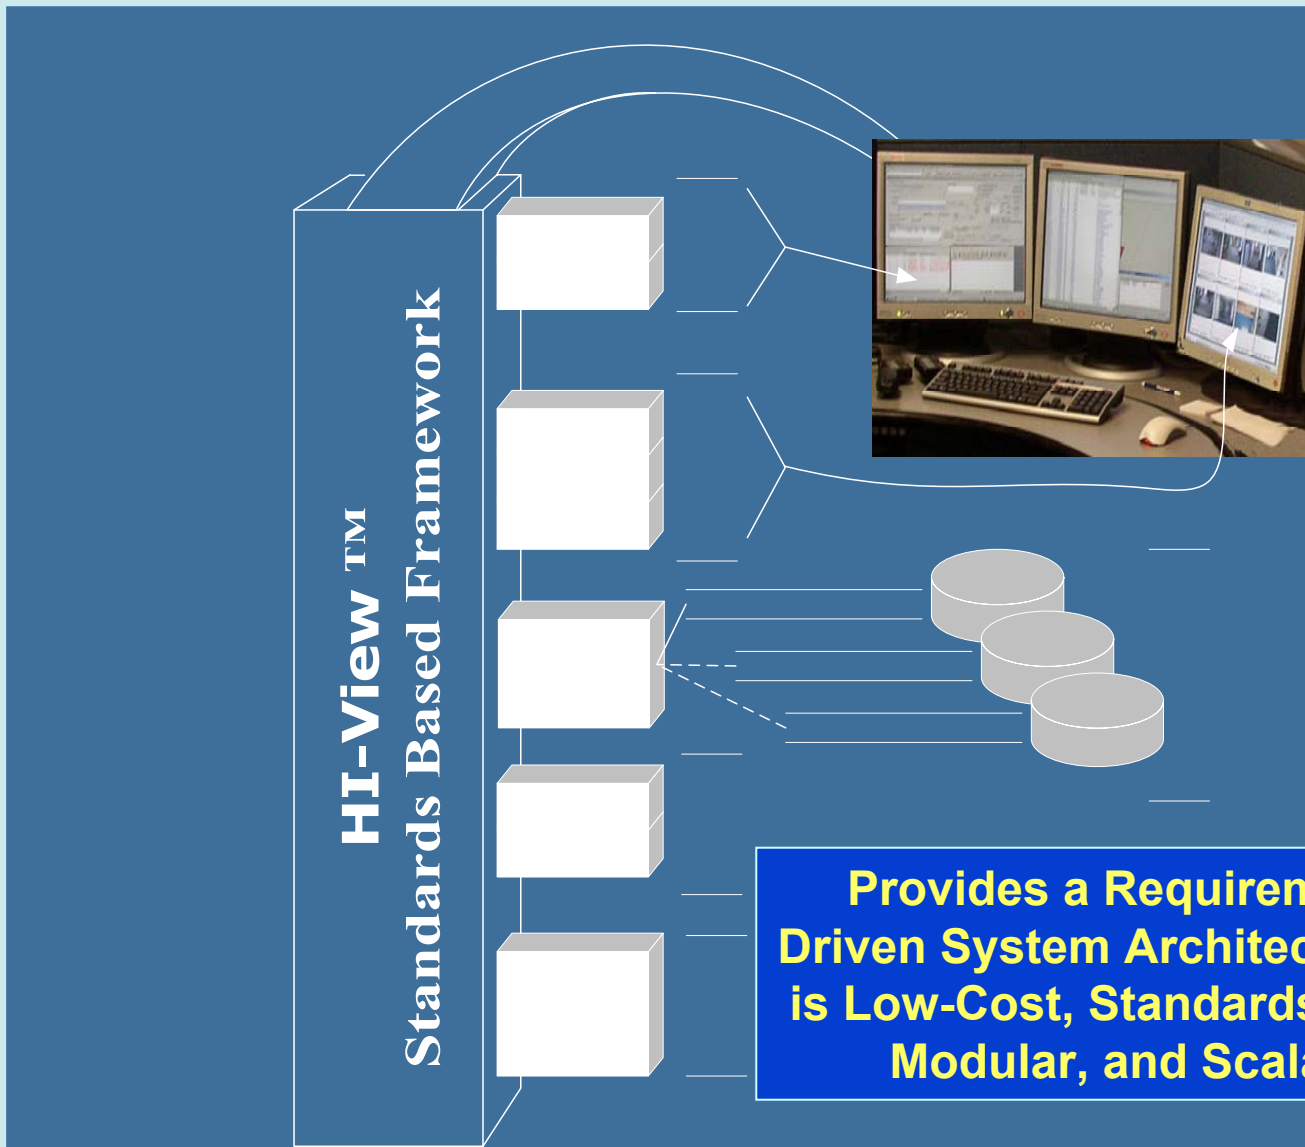 HI-View ™
Standards Based Framework
Provides a Requiren
Driven System Architec
is Low-Cost, Standards
Modular, and Scala